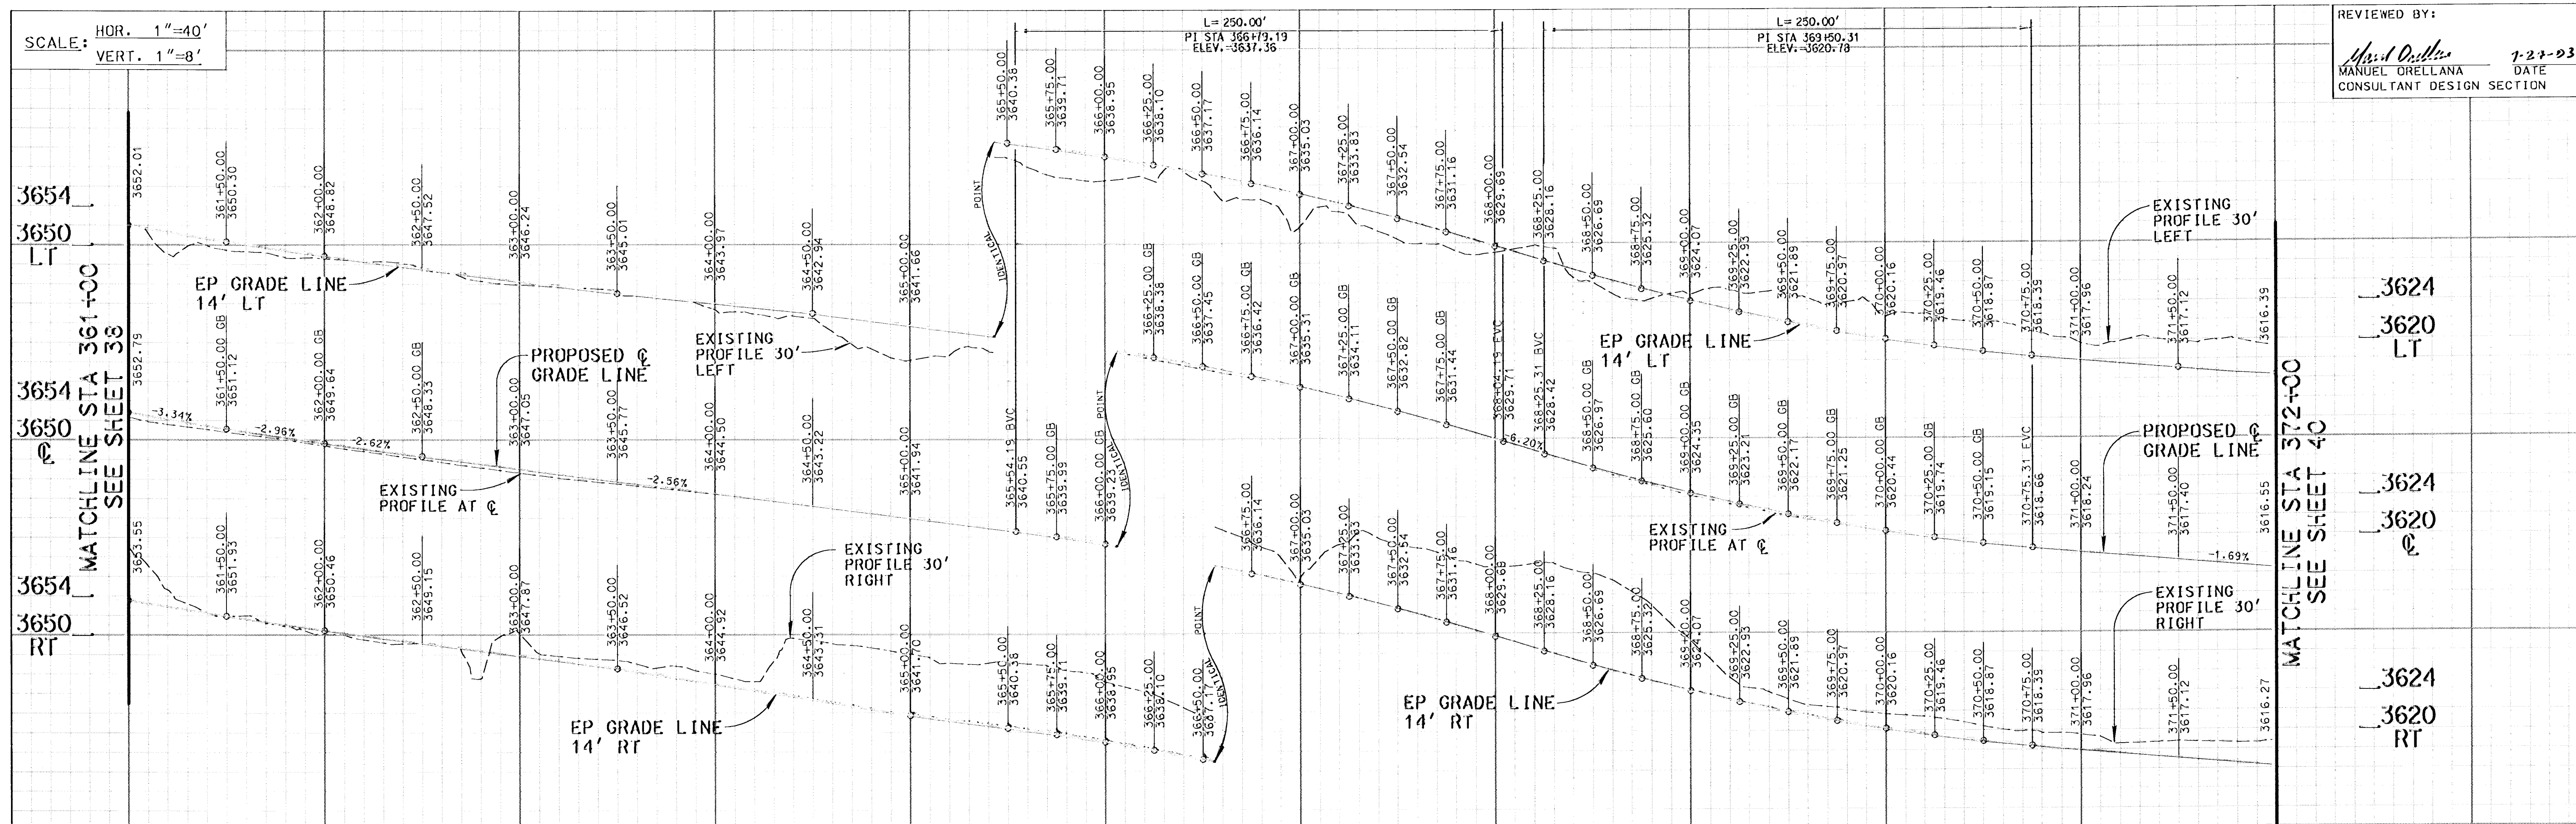 SCALE: HOR. 1"=40'
VERT. 1"=8'
REVIEWED BY:
7-27-93
MANUEL ORELLANA DATE
CONSULTANT DESIGN SECTION
L= 250.00'
PI STA 366+79.19
ELEV.=3637.36
L= 250.00'
PI STA 369+50.31
ELEV.=3620.78
MATCHLINE STA 361+00
SEE SHEET 38
3654
3650
LT
3652.01
361+50.00
3650.30
362+00.00
3648.82
362+50.00
3647.52
363+00.00
3646.24
363+50.00
3645.01
364+00.00
3643.97
364+50.00
3642.94
365+00.00
3641.66
365+50.00
3640.38
365+75.00
3639.71
366+00.00
3638.95
366+25.00
3638.10
366+50.00
3637.17
366+75.00
3636.14
367+00.00
3635.03
367+25.00
3633.83
367+50.00
3632.54
367+75.00
3631.16
368+00.00
3629.69
368+25.00
3628.16
368+50.00
3626.69
368+75.00
3625.32
369+00.00
3624.07
369+25.00
3622.93
369+50.00
3621.89
369+75.00
3620.97
370+00.00
3620.16
370+25.00
3619.46
370+50.00
3618.87
370+75.00
3618.39
371+00.00
3617.96
371+50.00
3617.12
3616.39
EP GRADE LINE
14' LT
EXISTING
PROFILE 30'
LEFT
IDENTICAL POINT
EP GRADE LINE
14' LT
EXISTING
PROFILE 30'
LEFT
3624
3620
LT
3654
3650
℄
3652.79
361+50.00 GB
3651.12
362+00.00 GB
3649.64
362+50.00 GB
3648.33
363+00.00
3647.05
363+50.00
3645.77
364+00.00
3644.50
364+50.00
3643.22
365+00.00
3641.94
365+54.19 BVC
3640.55
365+75.00 GB
3639.99
366+00.00 GB
3639.23
366+25.00 GB
3638.38
366+50.00 GB
3637.45
366+75.00 GB
3636.42
367+00.00 GB
3635.31
367+25.00 GB
3634.11
367+50.00 GB
3632.82
367+75.00 GB
3631.44
368+04.19 EVC
3629.71
368+25.31 BVC
3628.42
368+50.00 GB
3626.97
368+75.00 GB
3625.60
369+00.00 GB
3624.35
369+25.00 GB
3623.21
369+50.00 GB
3622.17
369+75.00 GB
3621.25
370+00.00 GB
3620.44
370+25.00 GB
3619.74
370+50.00 GB
3619.15
370+75.31 EVC
3618.66
371+00.00
3618.24
371+50.00
3617.40
3616.55
-3.34%
-2.96%
-2.62%
-2.56%
-6.20%
-1.69%
PROPOSED ℄
GRADE LINE
EXISTING
PROFILE AT ℄
IDENTICAL POINT
EXISTING
PROFILE AT ℄
PROPOSED ℄
GRADE LINE
3624
3620
℄
3654
3650
RT
3653.55
361+50.00
3651.93
362+00.00
3650.46
362+50.00
3649.15
363+00.00
3647.87
363+50.00
3646.52
364+00.00
3644.92
364+50.00
3643.31
365+00.00
3641.70
365+50.00
3640.38
365+75.00
3639.71
366+00.00
3638.95
366+25.00
3638.10
366+50.00
3637.17
366+75.00
3636.14
367+00.00
3635.03
367+25.00
3633.83
367+50.00
3632.54
367+75.00
3631.16
368+00.00
3629.68
368+25.00
3628.16
368+50.00
3626.69
368+75.00
3625.32
369+00.00
3624.07
369+25.00
3622.93
369+50.00
3621.89
369+75.00
3620.97
370+00.00
3620.16
370+25.00
3619.46
370+50.00
3618.87
370+75.00
3618.39
371+00.00
3617.96
371+50.00
3617.12
3616.27
EXISTING
PROFILE 30'
RIGHT
EP GRADE LINE
14' RT
IDENTICAL POINT
EP GRADE LINE
14' RT
EXISTING
PROFILE 30'
RIGHT
3624
3620
RT
MATCHLINE STA 372+00
SEE SHEET 40